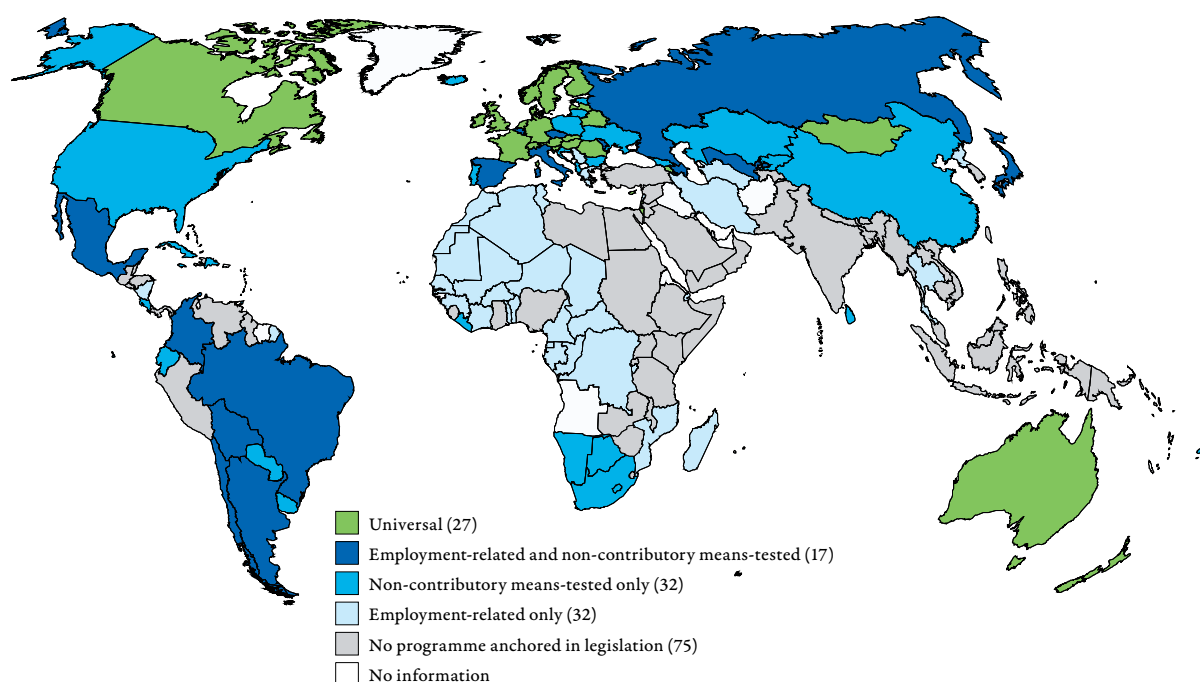 Universal (27)
Employment-related and non-contributory means-tested (17)
Non-contributory means-tested only (32)
Employment-related only (32)
No programme anchored in legislation (75)
No information